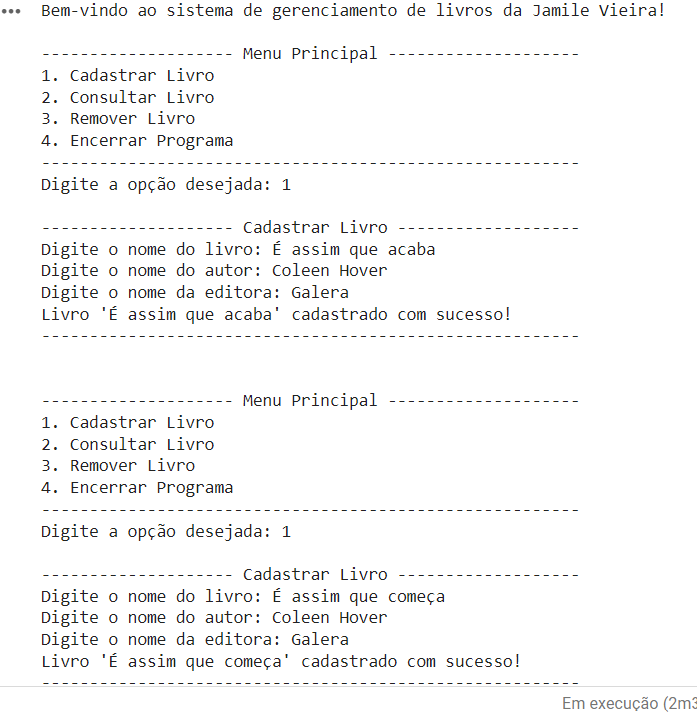 Bem-vindo ao sistema de gerenciamento de livros da Jamile Vieira!
-------------------- Menu Principal --------------------
1. Cadastrar Livro
2. Consultar Livro
3. Remover Livro
4. Encerrar Programa
--------------------------------------------------------
Digite a opção desejada: 1
-------------------- Cadastrar Livro -------------------
Digite o nome do livro: É assim que acaba
Digite o nome do autor: Coleen Hover
Digite o nome da editora: Galera
Livro 'É assim que acaba' cadastrado com sucesso!
--------------------------------------------------------
-------------------- Menu Principal --------------------
1. Cadastrar Livro
2. Consultar Livro
3. Remover Livro
4. Encerrar Programa
--------------------------------------------------------
Digite a opção desejada: 1
-------------------- Cadastrar Livro -------------------
Digite o nome do livro: É assim que começa
Digite o nome do autor: Coleen Hover
Digite o nome da editora: Galera
Livro 'É assim que começa' cadastrado com sucesso!
--------------------------------------------------------
Em execução (2m3